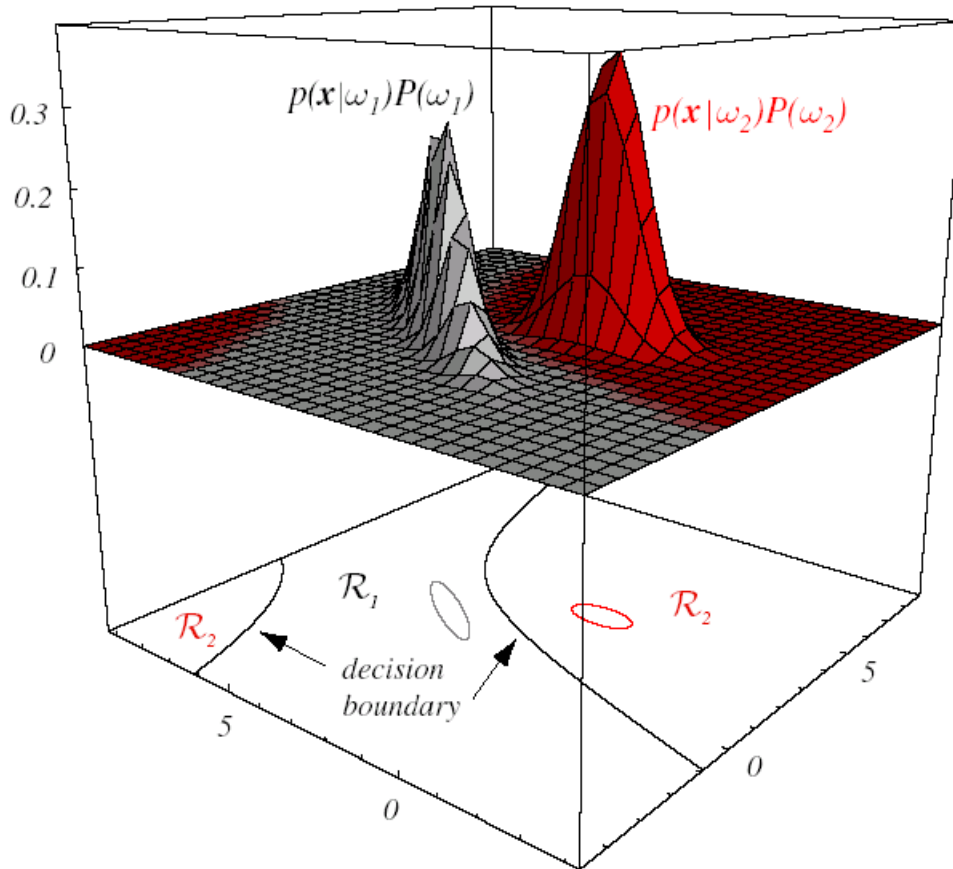 0.3
0.2
0.1
0
p(x|ω₁)P(ω₁)
p(x|ω₂)P(ω₂)
R₂
R₁
R₂
decision
boundary
5
0
0
5